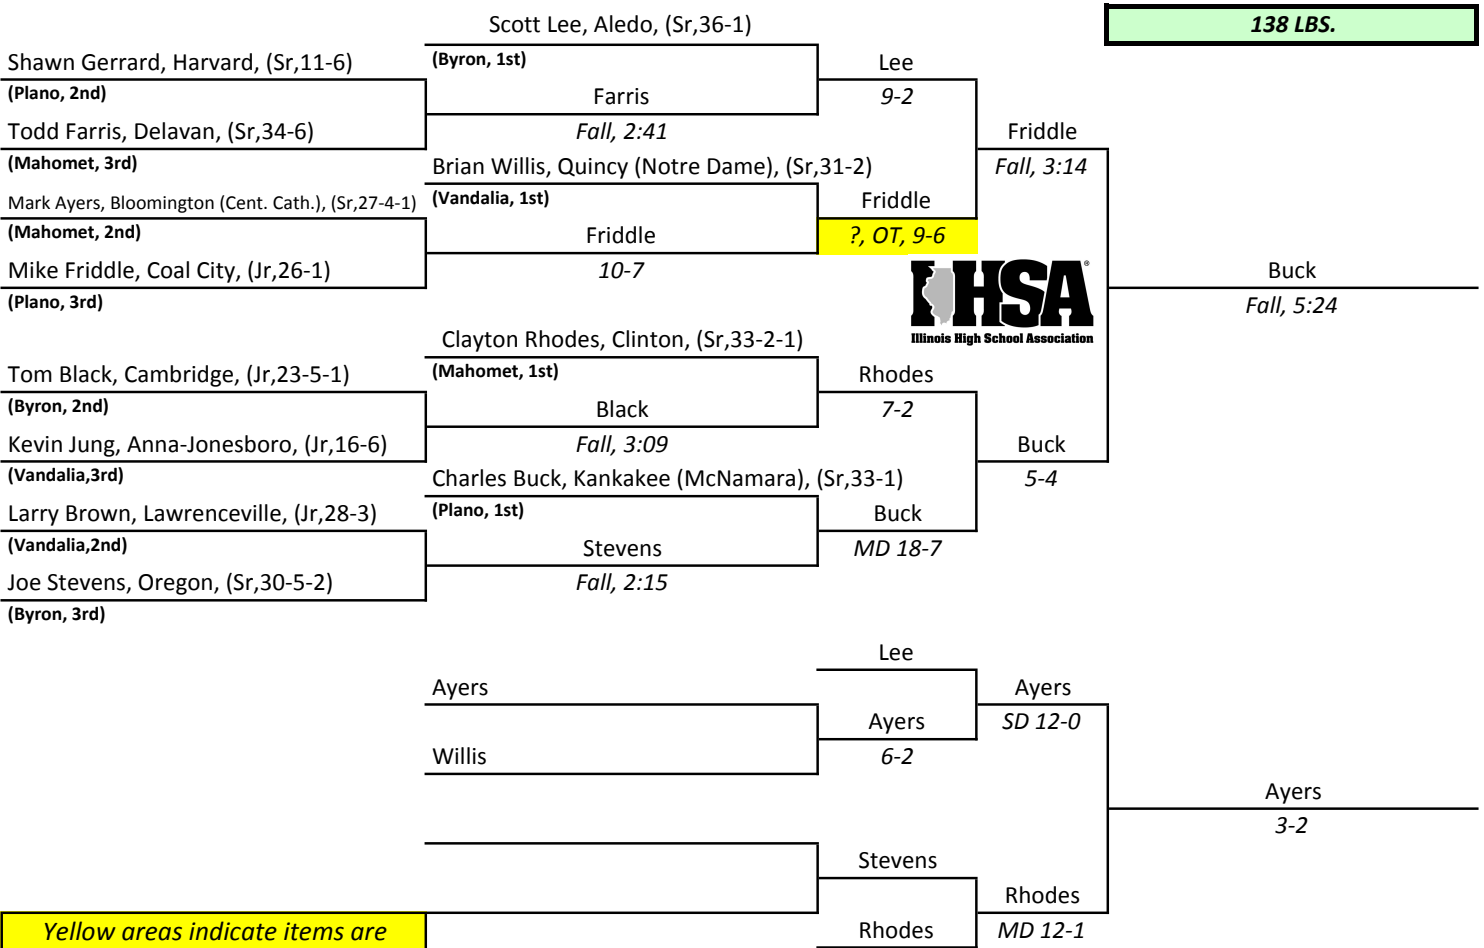 Scott Lee, Aledo, (Sr,36-1)
138 LBS.
Shawn Gerrard, Harvard, (Sr,11-6)
(Byron, 1st)
Lee
(Plano, 2nd)
Farris
9-2
Todd Farris, Delavan, (Sr,34-6)
Fall, 2:41
Friddle
(Mahomet, 3rd)
Brian Willis, Quincy (Notre Dame), (Sr,31-2)
Fall, 3:14
Mark Ayers, Bloomington (Cent. Cath.), (Sr,27-4-1)
(Vandalia, 1st)
Friddle
(Mahomet, 2nd)
Friddle
?, OT, 9-6
Mike Friddle, Coal City, (Jr,26-1)
10-7
Buck
(Plano, 3rd)
Fall, 5:24
IHSA
Illinois High School Association
Clayton Rhodes, Clinton, (Sr,33-2-1)
Tom Black, Cambridge, (Jr,23-5-1)
(Mahomet, 1st)
Rhodes
(Byron, 2nd)
Black
7-2
Kevin Jung, Anna-Jonesboro, (Jr,16-6)
Fall, 3:09
Buck
(Vandalia,3rd)
Charles Buck, Kankakee (McNamara), (Sr,33-1)
5-4
Larry Brown, Lawrenceville, (Jr,28-3)
(Plano, 1st)
Buck
(Vandalia,2nd)
Stevens
MD 18-7
Joe Stevens, Oregon, (Sr,30-5-2)
Fall, 2:15
(Byron, 3rd)
Lee
Ayers
Ayers
Ayers
SD 12-0
Willis
6-2
Ayers
3-2
Stevens
Rhodes
Yellow areas indicate items are
Rhodes
MD 12-1